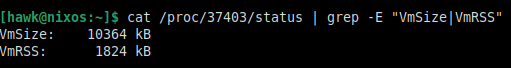 [hawk@nixos:~]$ cat /proc/37403/status | grep -E "VmSize|VmRSS"
VmSize:    10364 kB
VmRSS:      1824 kB